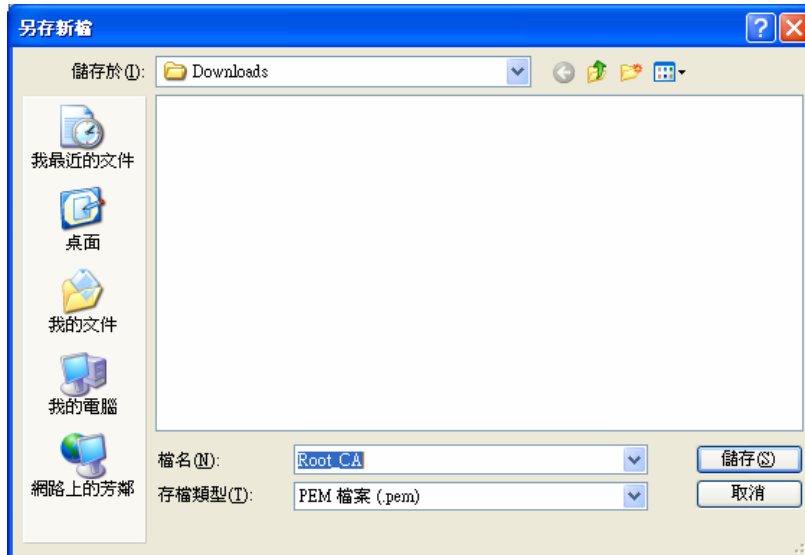 另存新檔
儲存於(I):
Downloads
我最近的文件
桌面
我的文件
我的電腦
網路上的芳鄰
檔名(N):
Root_CA
儲存(S)
存檔類型(T):
PEM 檔案 (.pem)
取消